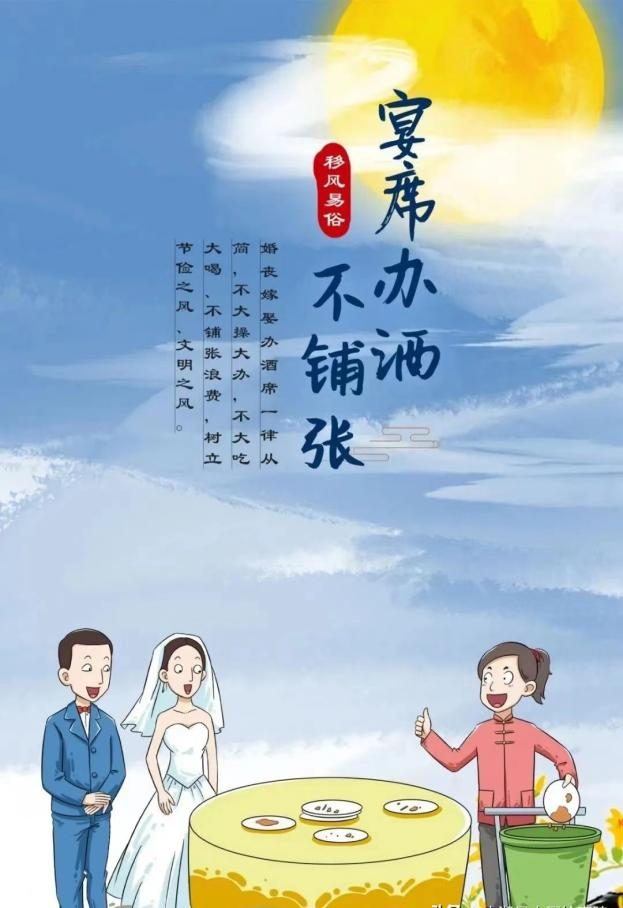 宴席办酒
不铺张
移风易俗
婚丧嫁娶办酒席一律从
简,不大操大办,不大吃
大喝、不铺张浪费,树立
节俭之风、文明之风。